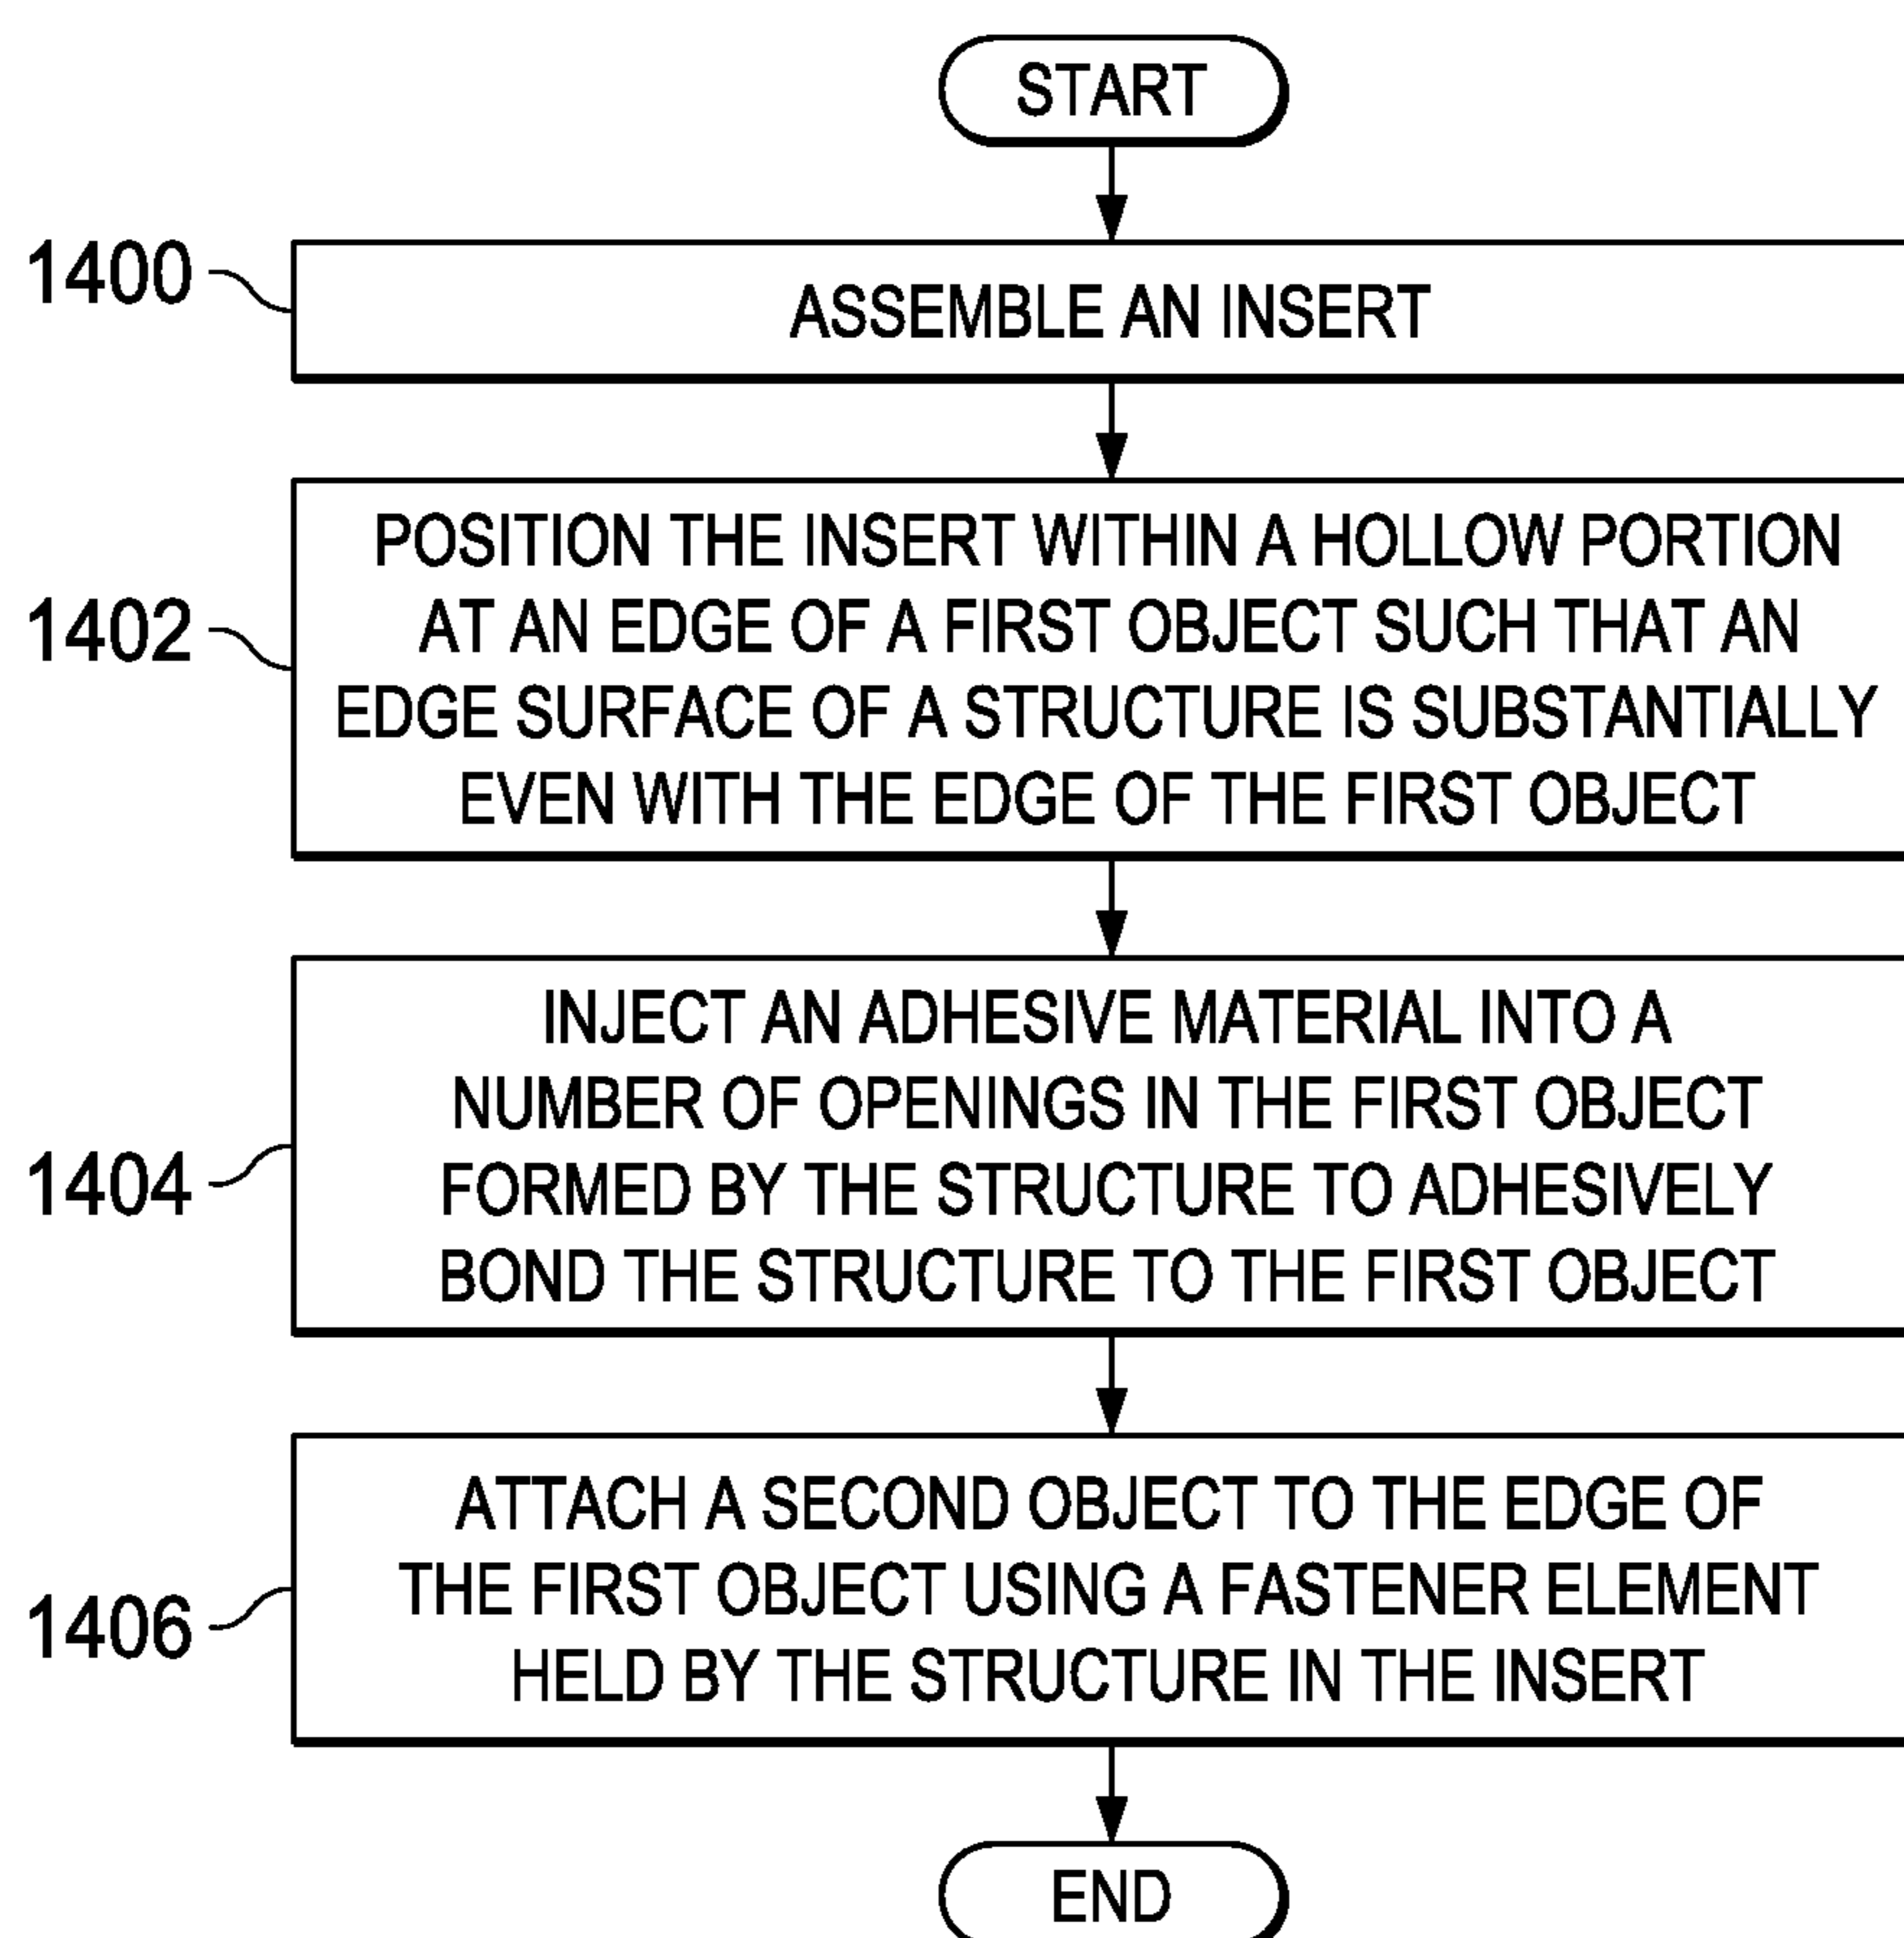 START
1400
ASSEMBLE AN INSERT
1402
POSITION THE INSERT WITHIN A HOLLOW PORTION
AT AN EDGE OF A FIRST OBJECT SUCH THAT AN
EDGE SURFACE OF A STRUCTURE IS SUBSTANTIALLY
EVEN WITH THE EDGE OF THE FIRST OBJECT
1404
INJECT AN ADHESIVE MATERIAL INTO A
NUMBER OF OPENINGS IN THE FIRST OBJECT
FORMED BY THE STRUCTURE TO ADHESIVELY
BOND THE STRUCTURE TO THE FIRST OBJECT
1406
ATTACH A SECOND OBJECT TO THE EDGE OF
THE FIRST OBJECT USING A FASTENER ELEMENT
HELD BY THE STRUCTURE IN THE INSERT
END